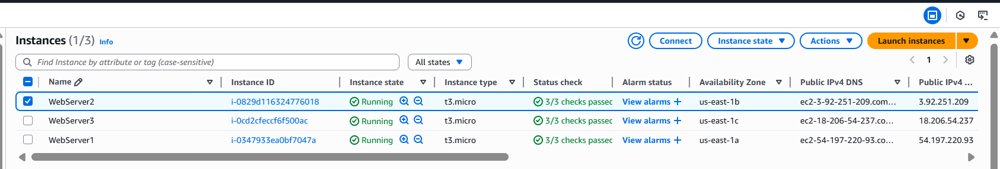 Instances (1/3) Info Connect Instance state Actions Launch instances
Find Instance by attribute or tag (case-sensitive) All states 1
Name Instance ID Instance state Instance type Status check Alarm status Availability Zone Public IPv4 DNS Public IPv4 ...
WebServer2 i-0829d116324776018 Running t3.micro 3/3 checks passec View alarms + us-east-1b ec2-3-92-251-209.com... 3.92.251.209
WebServer3 i-0cd2cfeccf6f500ac Running t3.micro 3/3 checks passec View alarms + us-east-1c ec2-18-206-54-237.co... 18.206.54.237
WebServer1 i-0347933ea0bf7047a Running t3.micro 3/3 checks passec View alarms + us-east-1a ec2-54-197-220-93.co... 54.197.220.93